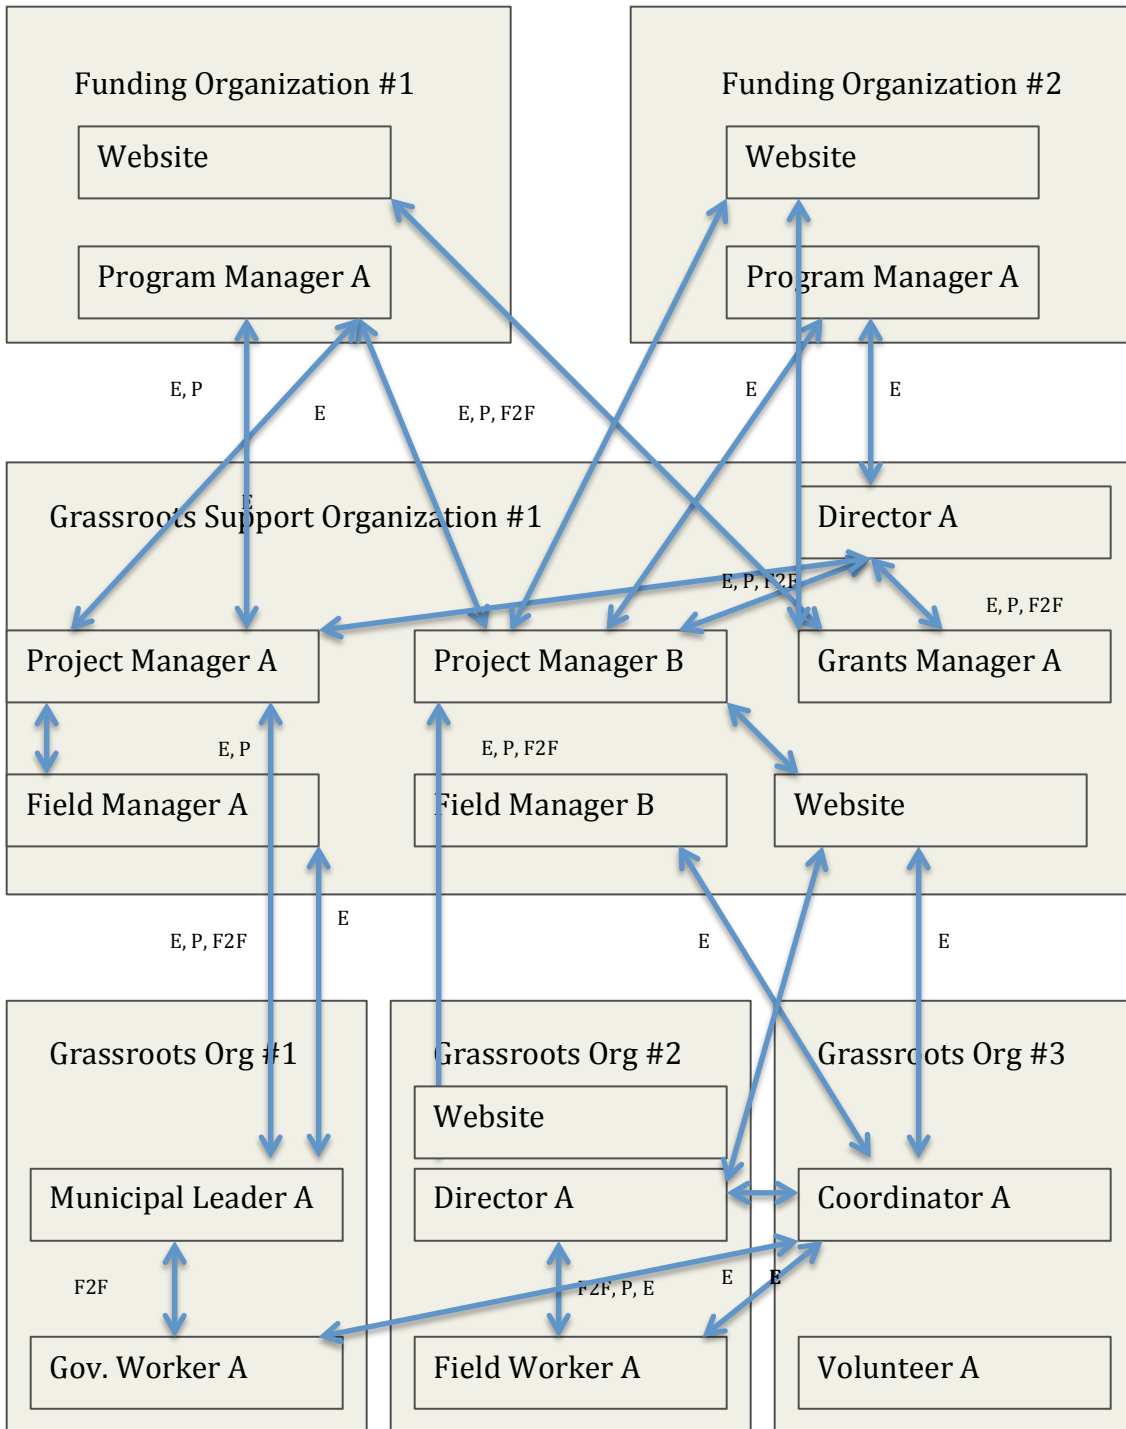 Funding Organization #1
Funding Organization #2
Website
Website
Program Manager A
Program Manager A
E, P
E
E, P, F2F
E
E
E
Grassroots Support Organization #1
Director A
E, P, F2F
E, P, F2F
Project Manager A
Project Manager B
Grants Manager A
E, P
E, P, F2F
Field Manager A
Field Manager B
Website
E
E, P, F2F
E
E
Grassroots Org #1
Grassroots Org #2
Grassroots Org #3
Website
Municipal Leader A
Director A
Coordinator A
F2F
F2F, P, E
E
E
Gov. Worker A
Field Worker A
Volunteer A